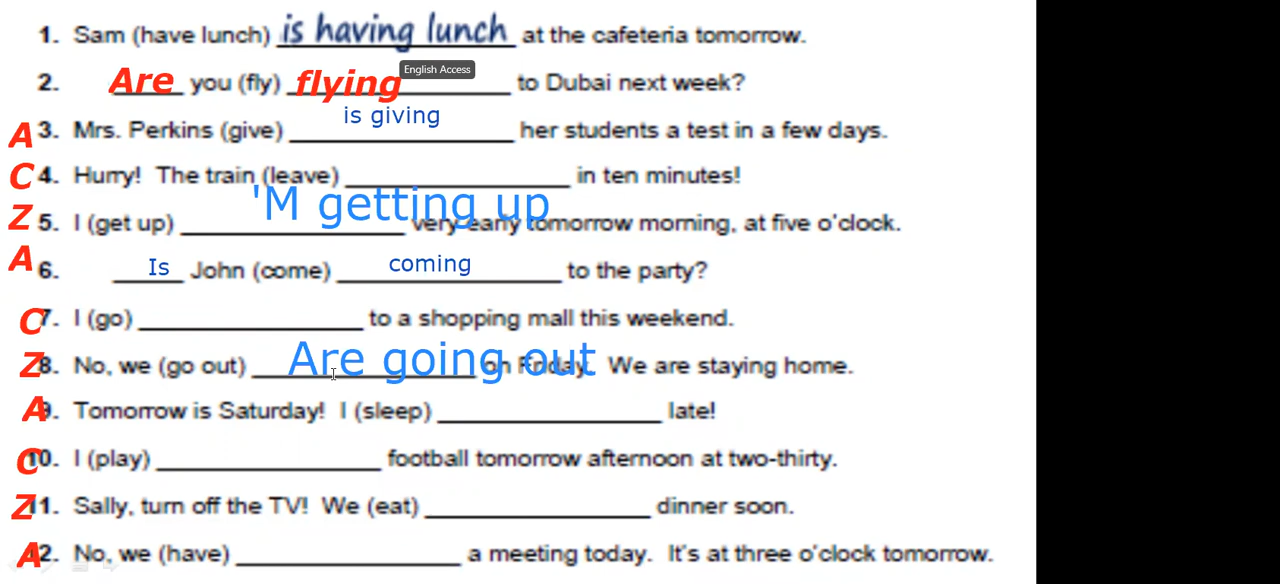 1. Sam (have lunch) is having lunch at the cafeteria tomorrow.
English Access
2. Are you (fly) flying to Dubai next week?
A 3. Mrs. Perkins (give) is giving her students a test in a few days.
C 4. Hurry! The train (leave) ____ in ten minutes!
Z 5. I (get up) 'M getting up very early tomorrow morning, at five o'clock.
A 6. Is John (come) coming to the party?
C 7. I (go) ____ to a shopping mall this weekend.
Z 8. No, we (go out) Are going out on Friday. We are staying home.
A 9. Tomorrow is Saturday! I (sleep) ____ late!
C 10. I (play) ____ football tomorrow afternoon at two-thirty.
Z 11. Sally, turn off the TV! We (eat) ____ dinner soon.
A 12. No, we (have) ____ a meeting today. It's at three o'clock tomorrow.